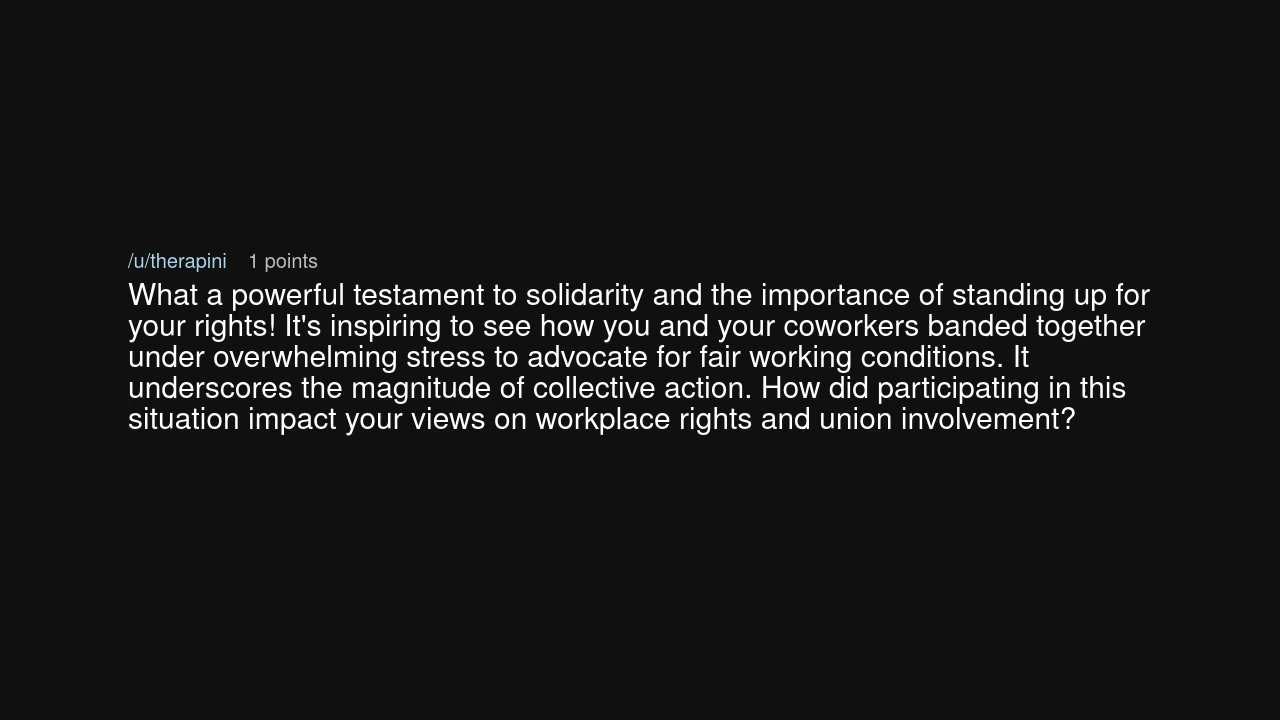 /u/therapini 1 points
What a powerful testament to solidarity and the importance of standing up for
your rights! It's inspiring to see how you and your coworkers banded together
under overwhelming stress to advocate for fair working conditions. It
underscores the magnitude of collective action. How did participating in this
situation impact your views on workplace rights and union involvement?